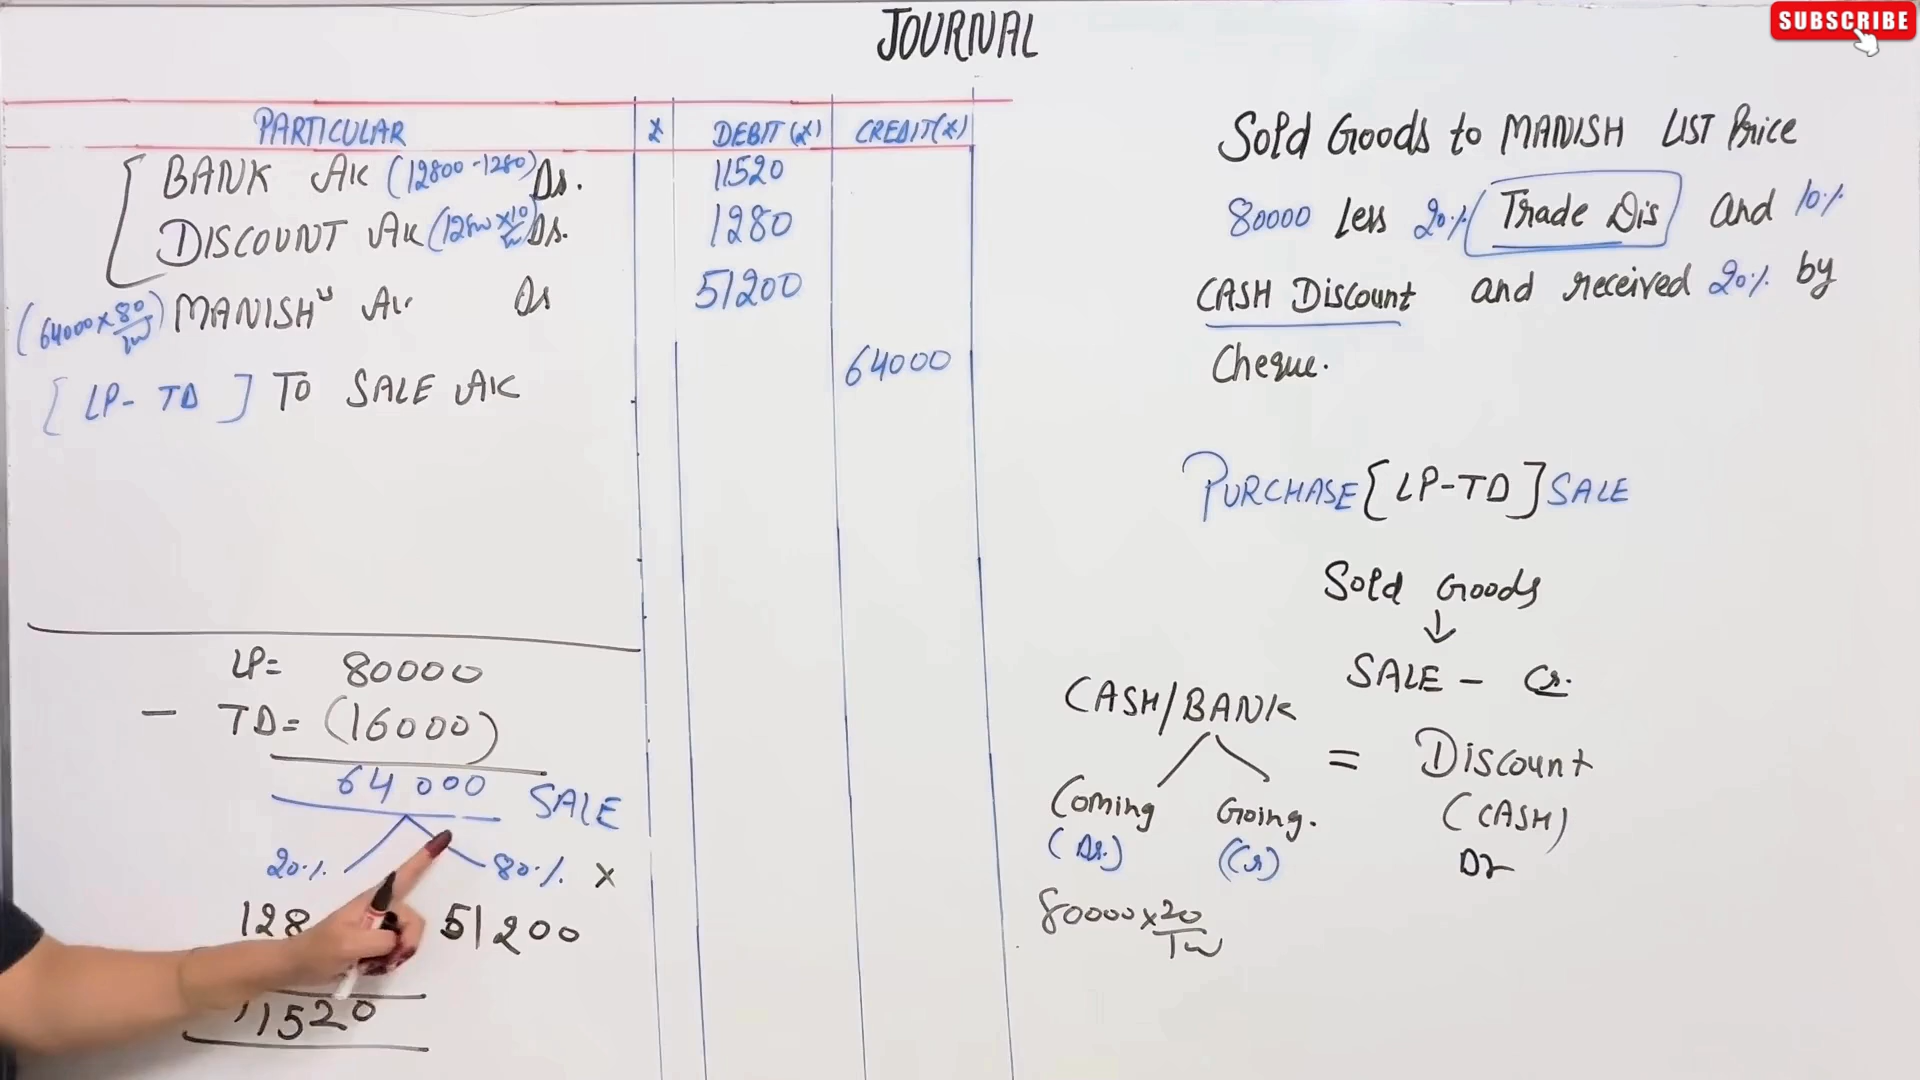 JOURNAL
SUBSCRIBE
PARTICULAR DEBIT(₹) CREDIT(₹)
BANK A/c (12800-1280) Dr. 11520
DISCOUNT A/c (12800×10/100) Dr. 1280
(64000×80/100) MANISH's A/c Dr 51200
[LP- TD] TO SALE A/c 64000
LP= 80000
- TD= (16000)
64000 SALE
20% 80% ×
128 51200
11520
Sold Goods to MANISH LIST Price
80000 Less 20% (Trade Dis) and 10%
CASH Discount and received 20% by
Cheque.
PURCHASE [LP-TD] SALE
Sold Goods
↓
SALE - Cr.
CASH/BANK = Discount
Coming Going. (CASH)
(Dr.) (Cr) Dr
80000×20/100